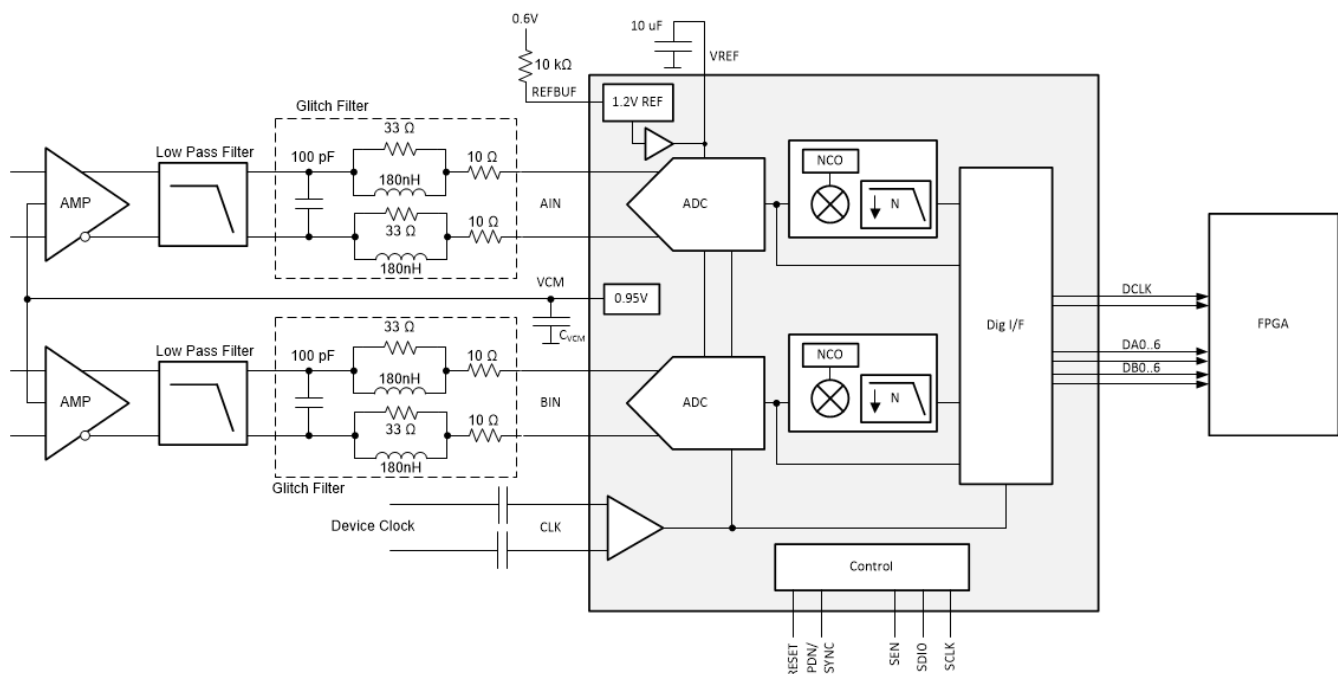 0.6V
10 uF
VREF
10 kΩ
REFBUF
1.2V REF
Glitch Filter
33 Ω
Low Pass Filter
100 pF
10 Ω
180nH
AMP
AIN
ADC
NCO
N
10 Ω
33 Ω
180nH
VCM
0.95V
Dig I/F
DCLK
FPGA
CVCM
33 Ω
Low Pass Filter
100 pF
10 Ω
180nH
AMP
BIN
ADC
NCO
N
DA0..6
DB0..6
10 Ω
33 Ω
180nH
Glitch Filter
Device Clock
CLK
Control
RESET
PDN/
SYNC
SEN
SDIO
SCLK